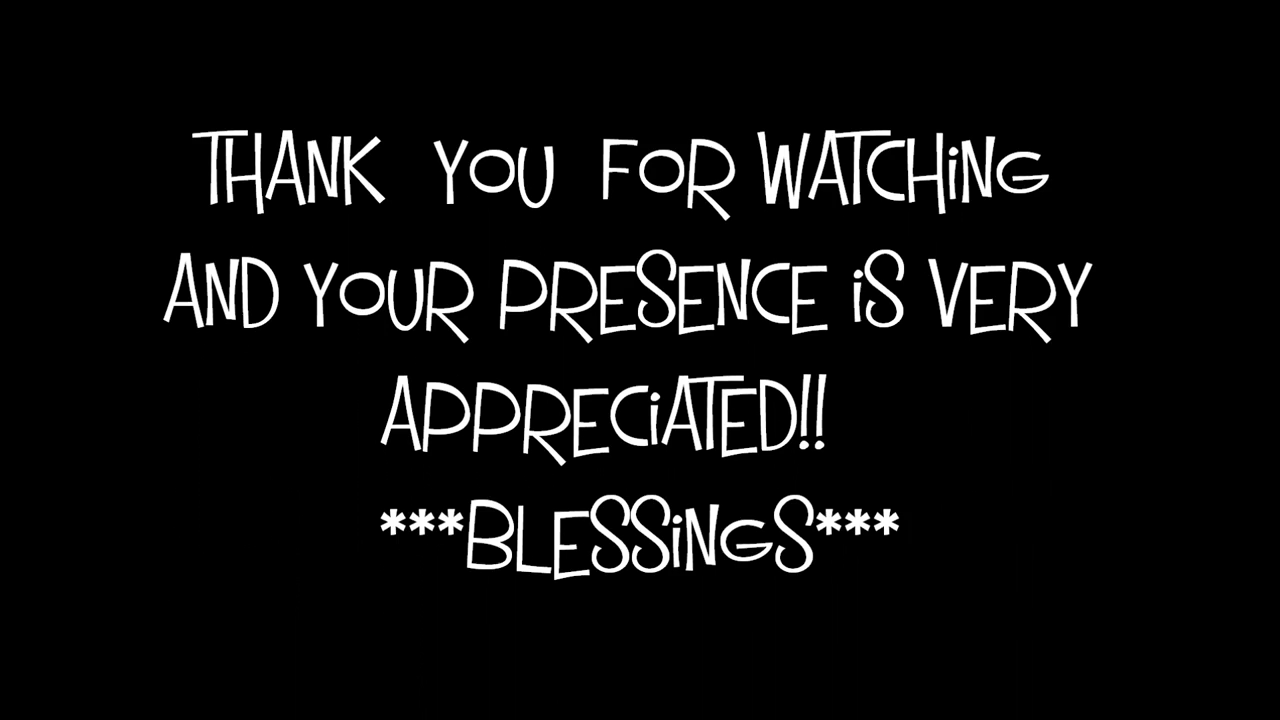 THANK YOU FOR WATCHiNG
AND YOUR PRESENCE iS VERY
APPRECiATED!!
***BLESSiNGS***